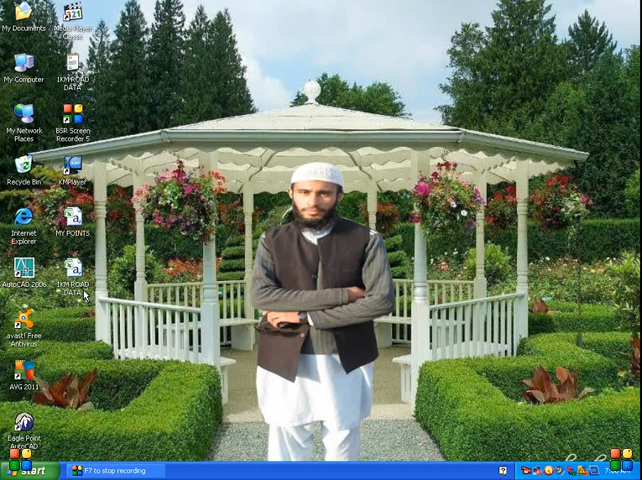 My Documents
Media Player
Classic
My Computer
1KM ROAD
DATA
My Network
Places
BSR Screen
Recorder 5
Recycle Bin
KMPlayer
Internet
Explorer
MY POINTS
AutoCAD 2006
1KM ROAD
DATA
avast! Free
Antivirus
AVG 2011
Eagle Point
AutoCAD
start
F7 to stop recording